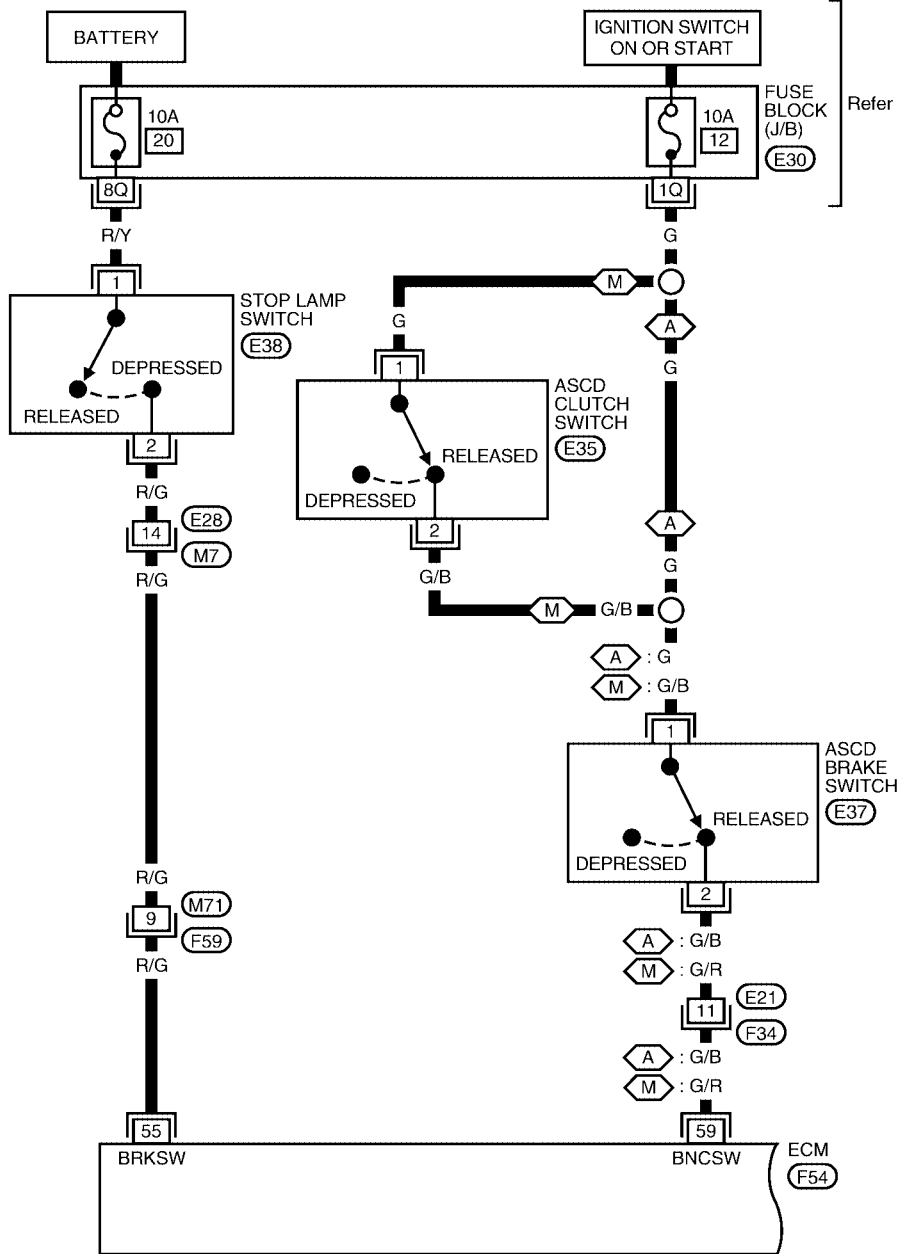 BATTERY
IGNITION SWITCH
ON OR START
10A
20
10A
12
FUSE
BLOCK
(J/B)
E30
Refer
8Q
1Q
R/Y
G
1
M
A
G
G
STOP LAMP
SWITCH
E38
DEPRESSED
RELEASED
2
1
ASCD
CLUTCH
SWITCH
E35
RELEASED
DEPRESSED
2
R/G
14
E28
M7
R/G
A
G
G/B
M
G/B
A : G
M : G/B
1
ASCD
BRAKE
SWITCH
E37
RELEASED
DEPRESSED
2
R/G
9
M71
F59
R/G
A : G/B
M : G/R
11
E21
F34
A : G/B
M : G/R
55
59
BRKSW
BNCSW
ECM
F54